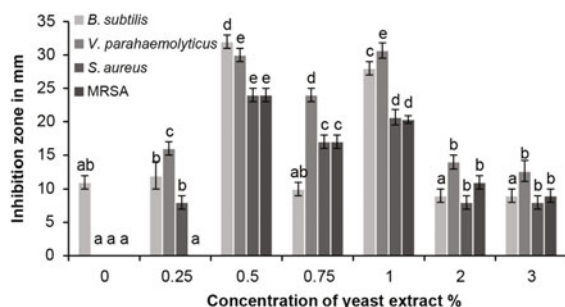 35
30
25
20
15
10
5
0
Inhibition zone in mm
B. subtilis
V. parahaemolyticus
S. aureus
MRSA
ab a a a
b c b a
d e e e
ab d c c
c e d d
a b a b
a b b b
0 0.25 0.5 0.75 1 2 3
Concentration of yeast extract %